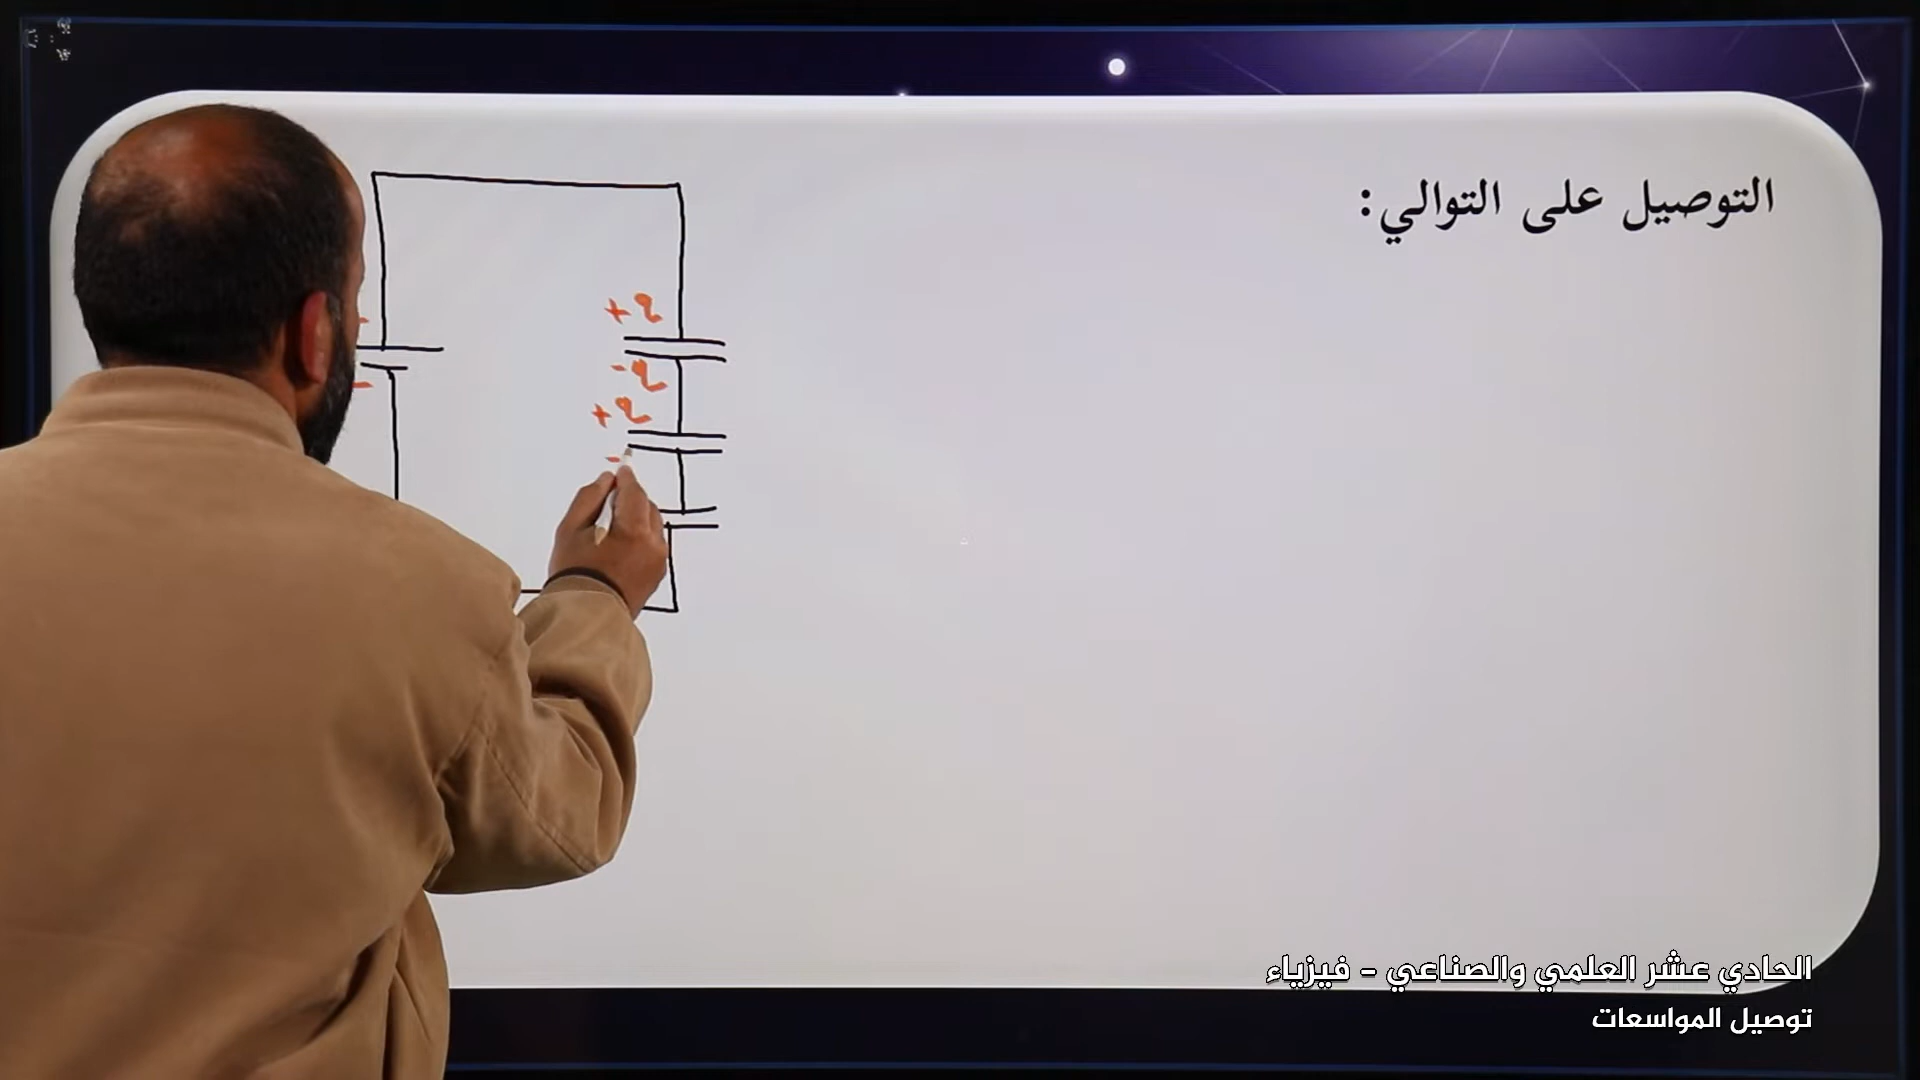 التوصيل على التوالي:
+
+
-
-
+
-
الحادي عشر العلمي والصناعي - فيزياء
توصيل المواسعات